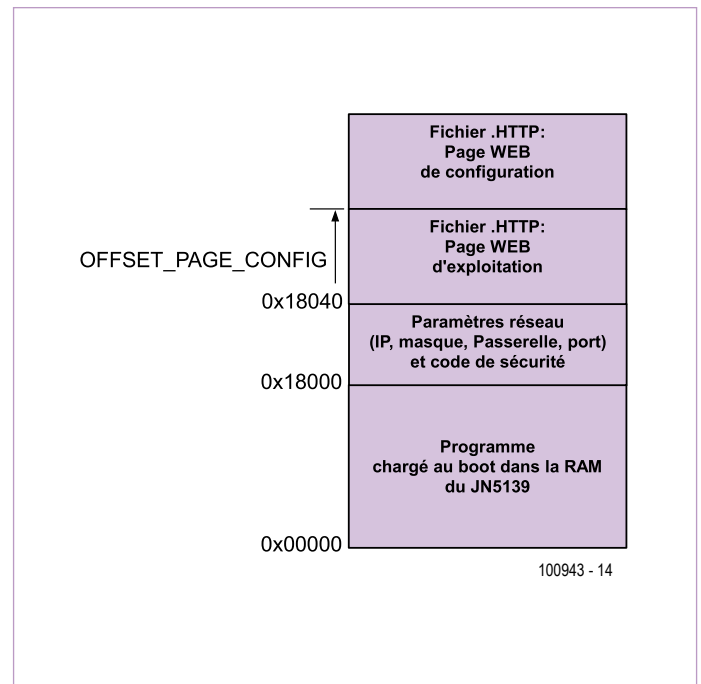 Fichier .HTTP:
Page WEB
de configuration
Fichier .HTTP:
Page WEB
d'exploitation
OFFSET_PAGE_CONFIG
0x18040
Paramètres réseau
(IP, masque, Passerelle, port)
et code de sécurité
0x18000
Programme
chargé au boot dans la RAM
du JN5139
0x00000
100943 - 14